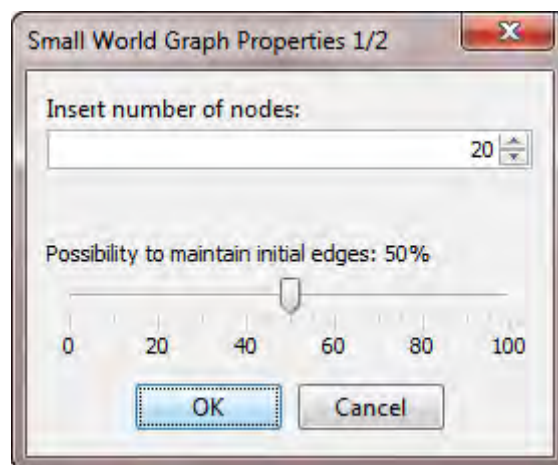 Small World Graph Properties 1/2
Insert number of nodes:
20
Possibility to maintain initial edges: 50%
0 20 40 60 80 100
OK Cancel